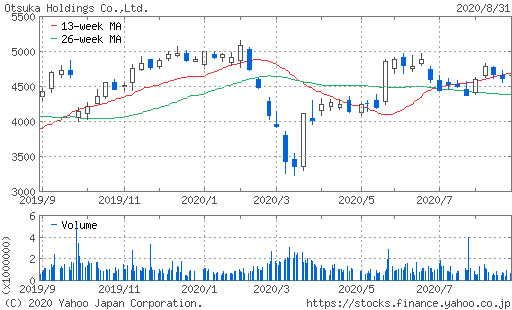 Otsuka Holdings Co.,Ltd. 2020/8/31
5500
5000
4500
4000
3500
3000
13-week MA
26-week MA
2019/9 2019/11 2020/1 2020/3 2020/5 2020/7
6
4
2
0
(x1000000)
Volume
2019/9 2019/11 2020/1 2020/3 2020/5 2020/7
(C) 2020 Yahoo Japan Corporation. https://stocks.finance.yahoo.co.jp